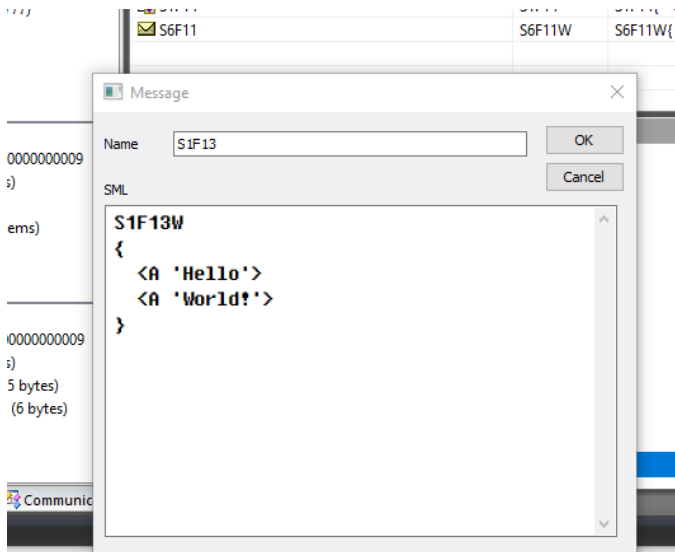 S6F11 S6F11W S6F11W{
Message
Name S1F13 OK
Cancel
SML
S1F13W
{
<A 'Hello'>
<A 'World!'>
}
0000000009
s)
ems)
0000000009
s)
5 bytes)
(6 bytes)
Communic